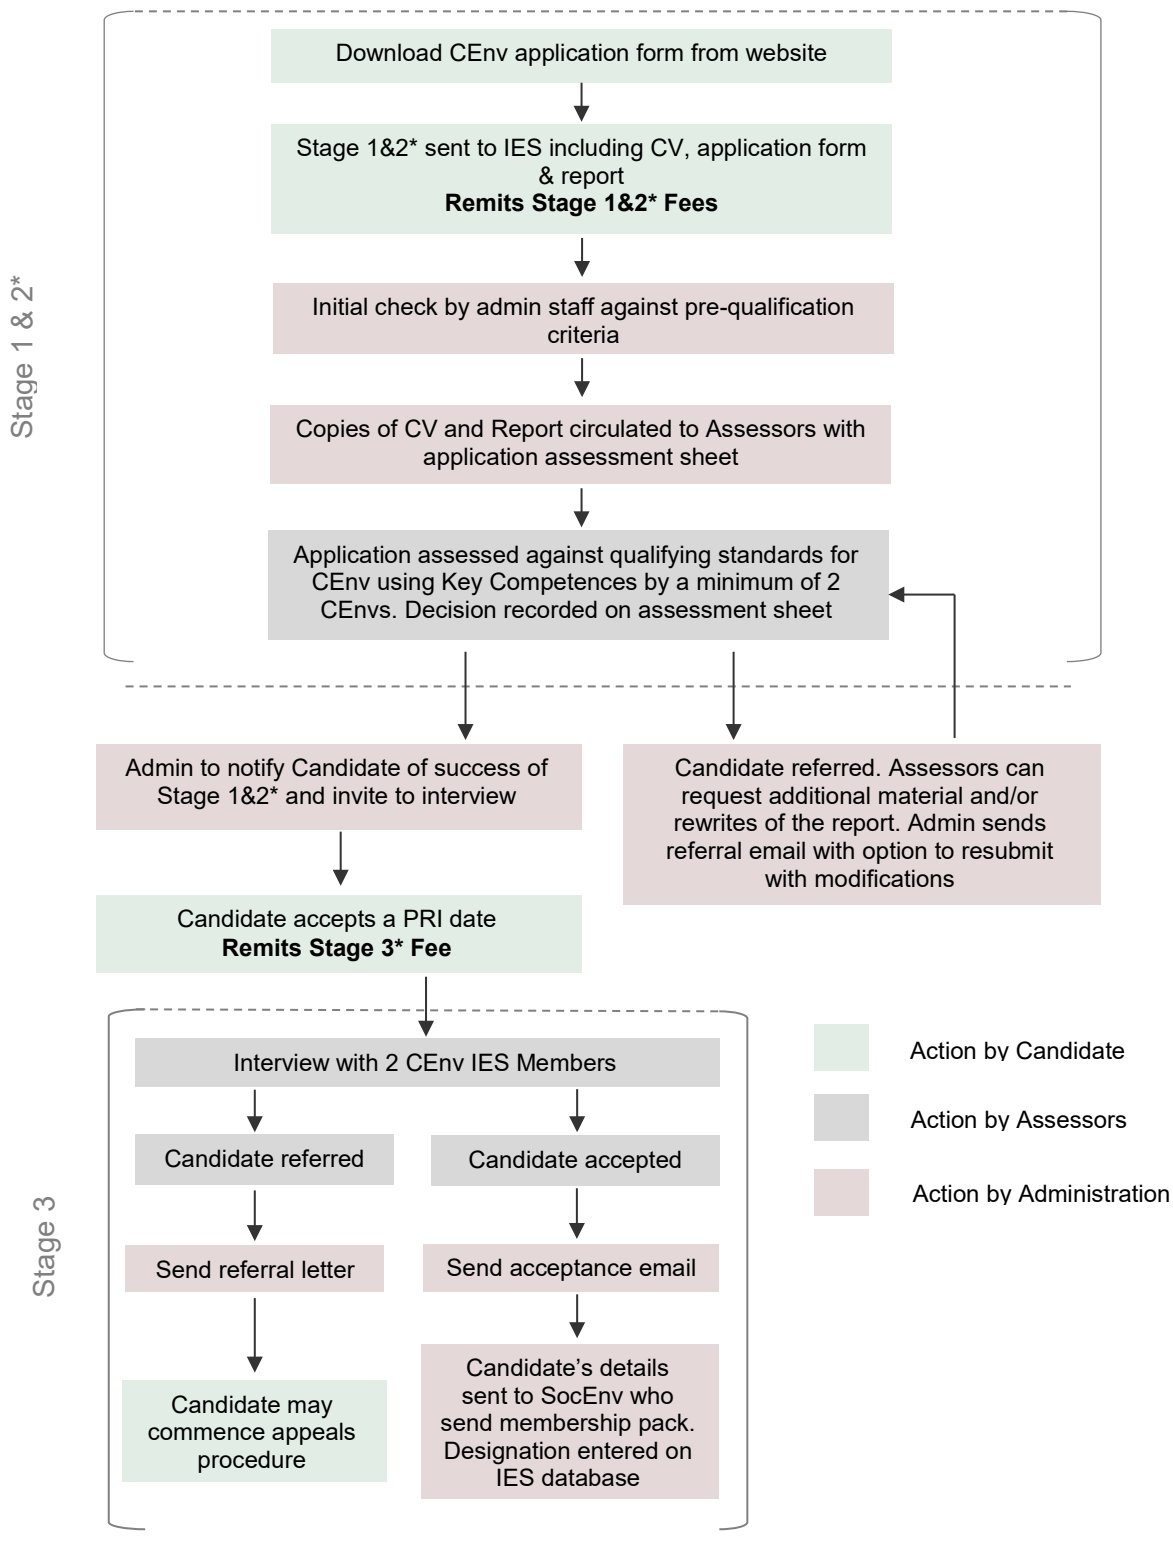 Download CEnv application form from website
Stage 1&2* sent to IES including CV, application form
& report
Remits Stage 1&2* Fees
Initial check by admin staff against pre-qualification
criteria
Stage 1 & 2*
Copies of CV and Report circulated to Assessors with
application assessment sheet
Application assessed against qualifying standards for
CEnv using Key Competences by a minimum of 2
CEnvs. Decision recorded on assessment sheet
Admin to notify Candidate of success of
Stage 1&2* and invite to interview
Candidate referred. Assessors can
request additional material and/or
rewrites of the report. Admin sends
referral email with option to resubmit
with modifications
Candidate accepts a PRI date
Remits Stage 3* Fee
Interview with 2 CEnv IES Members
Candidate referred
Candidate accepted
Stage 3
Send referral letter
Send acceptance email
Candidate may
commence appeals
procedure
Candidate’s details
sent to SocEnv who
send membership pack.
Designation entered on
IES database
Action by Candidate
Action by Assessors
Action by Administration